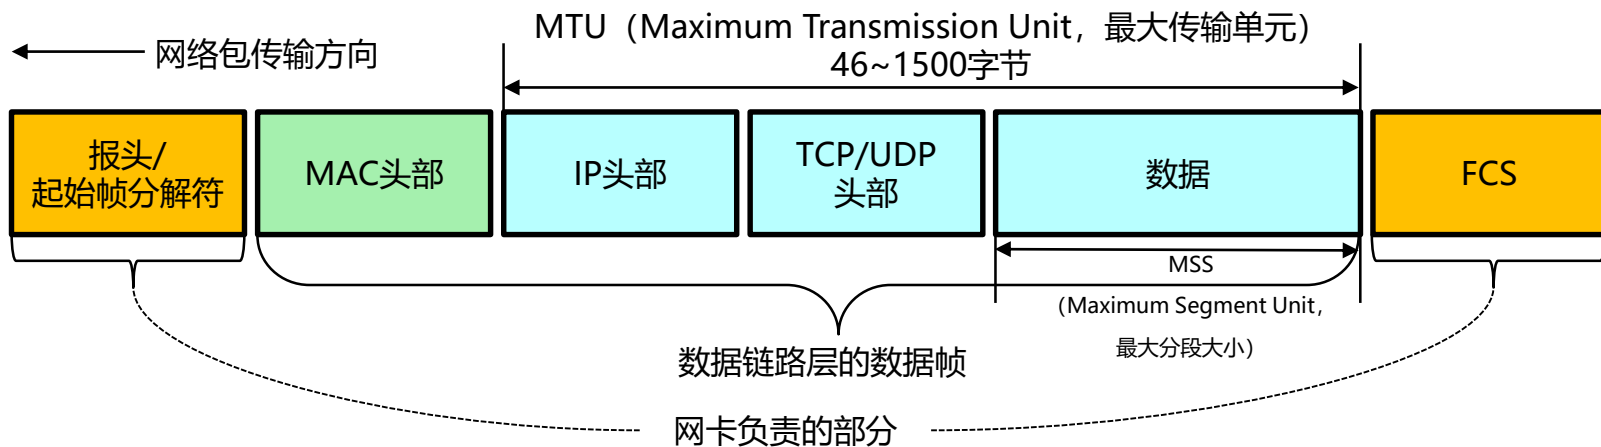 网络包传输方向
MTU（Maximum Transmission Unit，最大传输单元）
46~1500字节
报头/
起始帧分解符
MAC头部
IP头部
TCP/UDP
头部
数据
FCS
MSS
（Maximum Segment Unit，
最大分段大小）
数据链路层的数据帧
网卡负责的部分